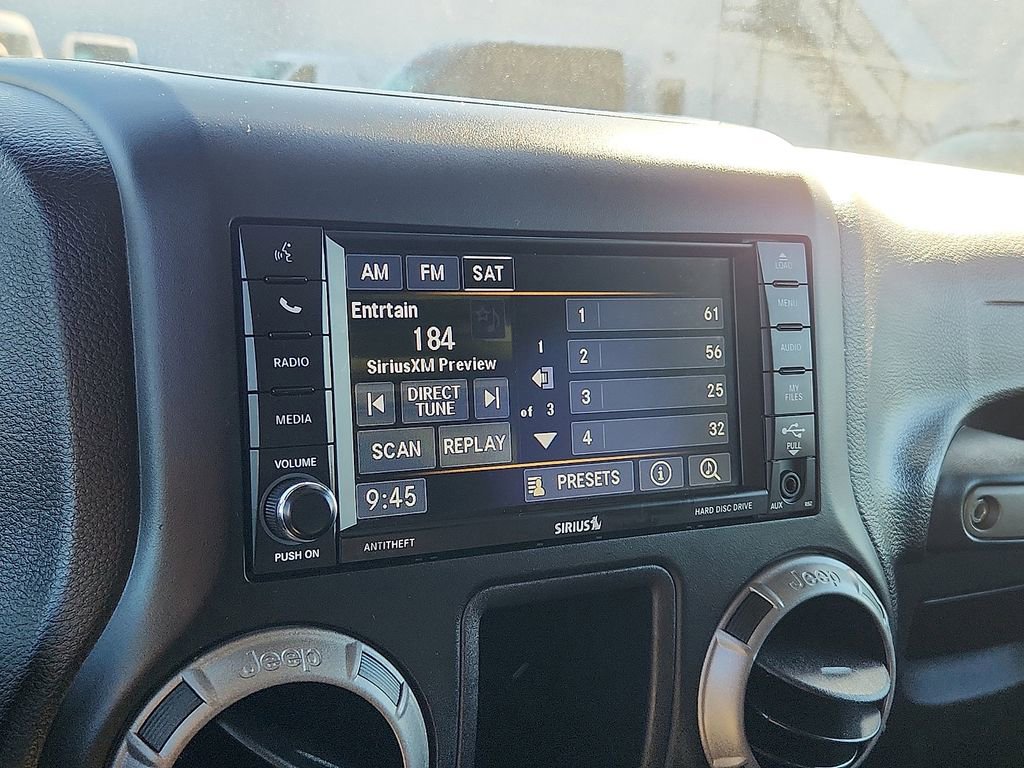 AM FM SAT
Entrtain
184
SiriusXM Preview
DIRECT
TUNE
SCAN REPLAY
9:45
1
of 3
1 61
2 56
3 25
4 32
PRESETS
RADIO
MEDIA
VOLUME
PUSH ON
ANTITHEFT
SIRIUS
HARD DISC DRIVE
LOAD
MENU
AUDIO
MY
FILES
PULL
AUX
Jeep
Jeep